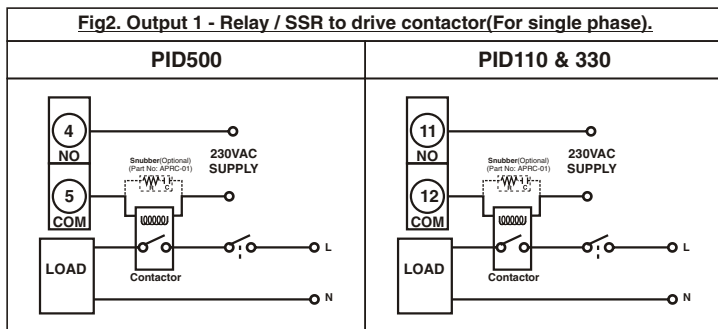 Fig2. Output 1 - Relay / SSR to drive contactor(For single phase).
PID500
PID110 & 330
4
NO
5
COM
Snubber(Optional)
(Part No: APRC-01)
R C
230VAC
SUPPLY
LOAD
Contactor
L
N
11
NO
12
COM
Snubber(Optional)
(Part No: APRC-01)
R C
230VAC
SUPPLY
LOAD
Contactor
L
N